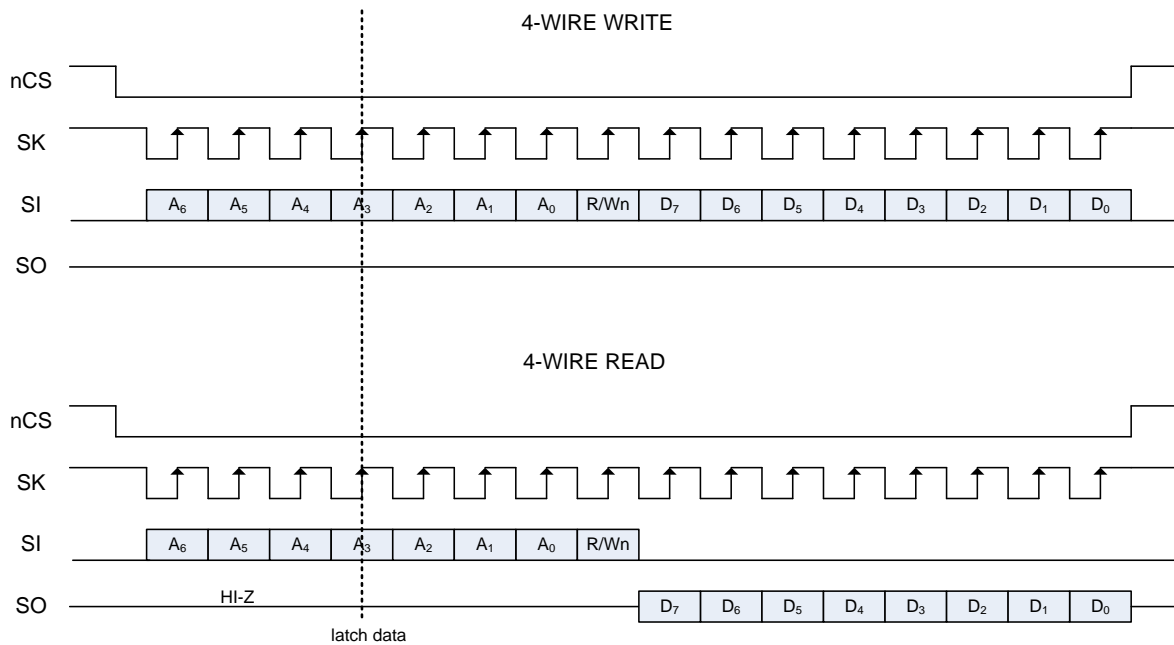 4-WIRE WRITE
nCS
SK
SI A₆ A₅ A₄ A₃ A₂ A₁ A₀ R/Wn D₇ D₆ D₅ D₄ D₃ D₂ D₁ D₀
SO
4-WIRE READ
nCS
SK
SI A₆ A₅ A₄ A₃ A₂ A₁ A₀ R/Wn
SO HI-Z D₇ D₆ D₅ D₄ D₃ D₂ D₁ D₀
latch data